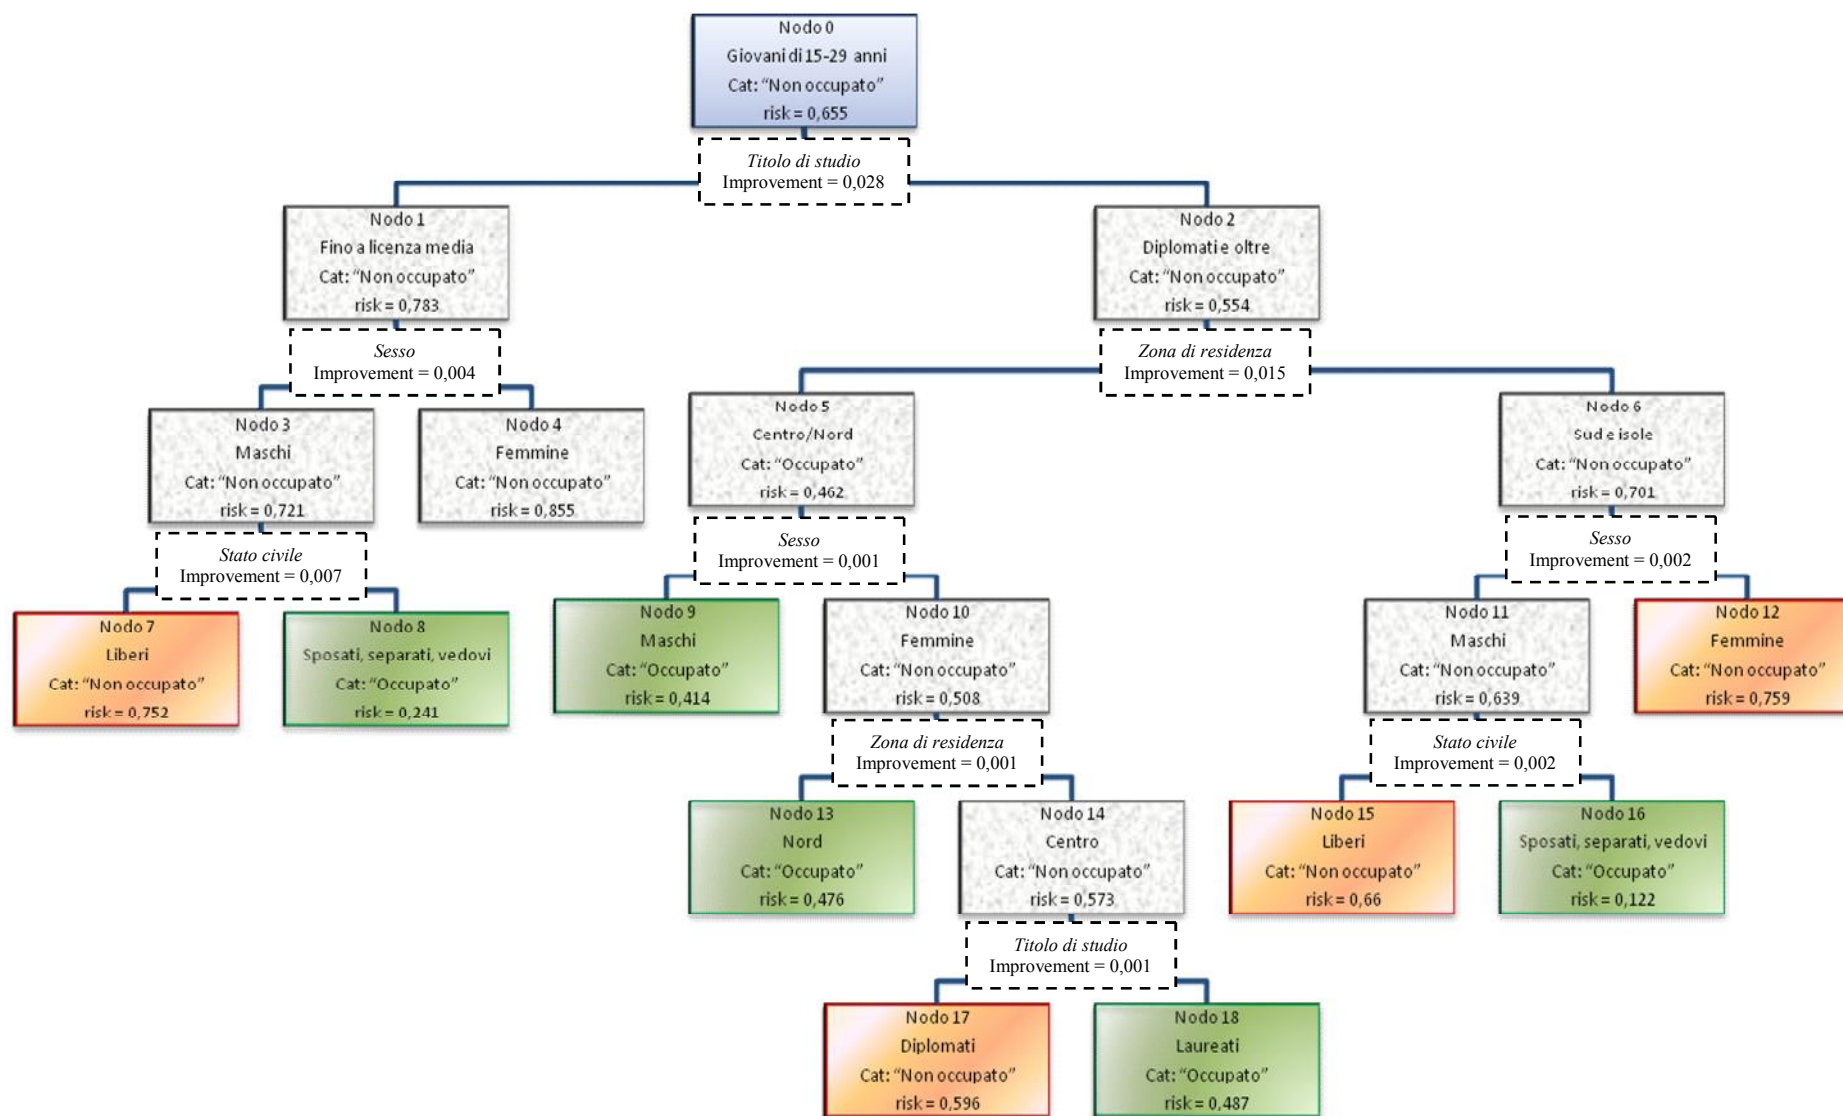 Nodo 0
Giovani di 15-29 anni
Cat: “Non occupato”
risk = 0,655
Titolo di studio
Improvement = 0,028
Nodo 1
Fino a licenza media
Cat: “Non occupato”
risk = 0,783
Nodo 2
Diplomati e oltre
Cat: “Non occupato”
risk = 0,554
Sesso
Improvement = 0,004
Zona di residenza
Improvement = 0,015
Nodo 3
Maschi
Cat: “Non occupato”
risk = 0,721
Nodo 4
Femmine
Cat: “Non occupato”
risk = 0,855
Nodo 5
Centro/Nord
Cat: “Occupato”
risk = 0,462
Nodo 6
Sud e isole
Cat: “Non occupato”
risk = 0,701
Stato civile
Improvement = 0,007
Sesso
Improvement = 0,001
Sesso
Improvement = 0,002
Nodo 7
Liberi
Cat: “Non occupato”
risk = 0,752
Nodo 8
Sposati, separati, vedovi
Cat: “Occupato”
risk = 0,241
Nodo 9
Maschi
Cat: “Occupato”
risk = 0,414
Nodo 10
Femmine
Cat: “Non occupato”
risk = 0,508
Nodo 11
Maschi
Cat: “Non occupato”
risk = 0,639
Nodo 12
Femmine
Cat: “Non occupato”
risk = 0,759
Zona di residenza
Improvement = 0,001
Stato civile
Improvement = 0,002
Nodo 13
Nord
Cat: “Occupato”
risk = 0,476
Nodo 14
Centro
Cat: “Non occupato”
risk = 0,573
Nodo 15
Liberi
Cat: “Non occupato”
risk = 0,66
Nodo 16
Sposati, separati, vedovi
Cat: “Occupato”
risk = 0,122
Titolo di studio
Improvement = 0,001
Nodo 17
Diplomati
Cat: “Non occupato”
risk = 0,596
Nodo 18
Laureati
Cat: “Occupato”
risk = 0,487